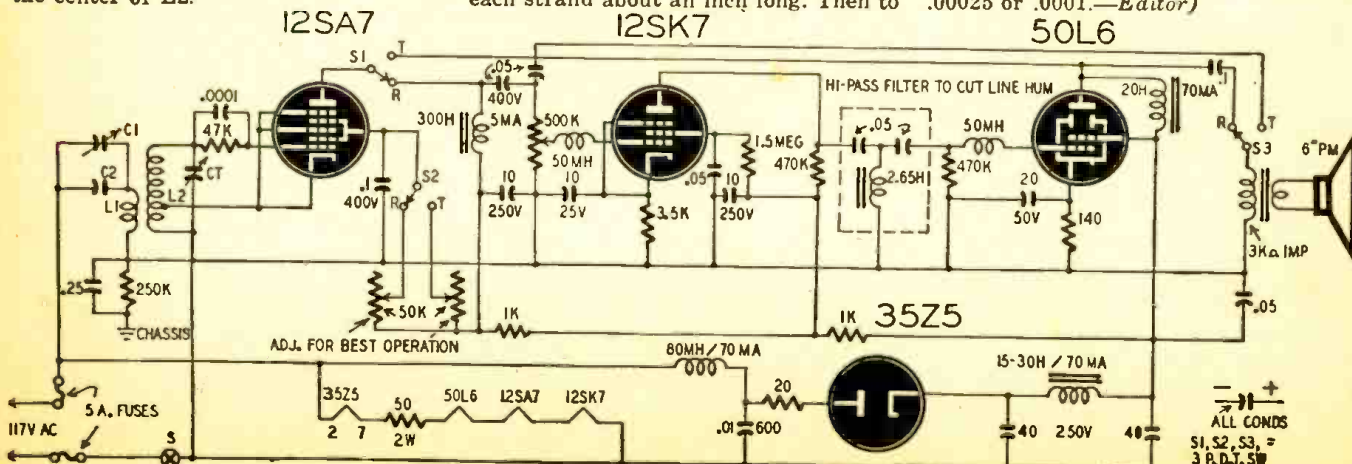 the center of L2.
each strand about an inch long. Then to
.00025 or .0001.—Editor)
12SA7
12SK7
50L6
S1
T
R
.05
400V
.0001
47K
C1
C2
L1
L2
CT
300H
5MA
500K
50MH
10
250V
10
25V
.1
400V
S2
R
T
3.5K
.05
1.5MEG
10
250V
470K
HI-PASS FILTER TO CUT LINE HUM
.05
2.65H
50MH
470K
20
50V
140
20H
70MA
.1
R
T
S3
6" PM
3KΩ IMP
.05
.25
250K
CHASSIS
50K
ADJ. FOR BEST OPERATION
1K
1K
35Z5
80MH/70 MA
15-30H/70 MA
20
.01
600
40
250V
40
35Z5
2 7
50
2W
50L6
12SA7
12SK7
5 A. FUSES
117V AC
S
- +
ALL CONDS
S1, S2, S3, =
3 P. D.T. SW